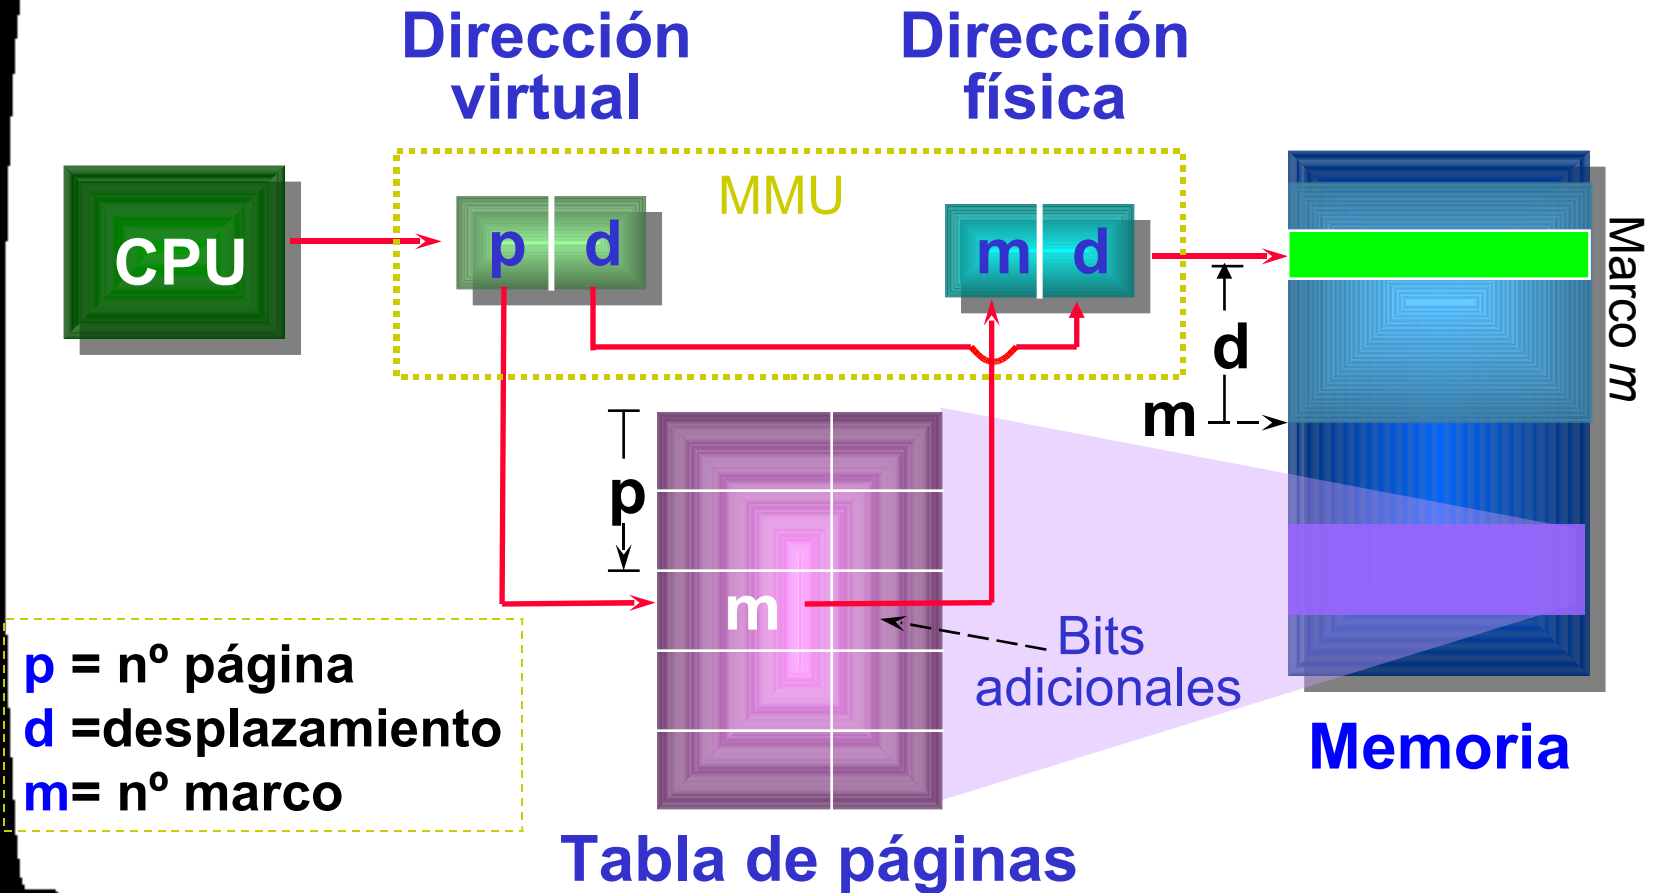 Dirección
virtual
Dirección
física
MMU
CPU
p d
m d
Marco m
d
m
p
m
Bits
adicionales
p = nº página
d =desplazamiento
m= nº marco
Memoria
Tabla de páginas